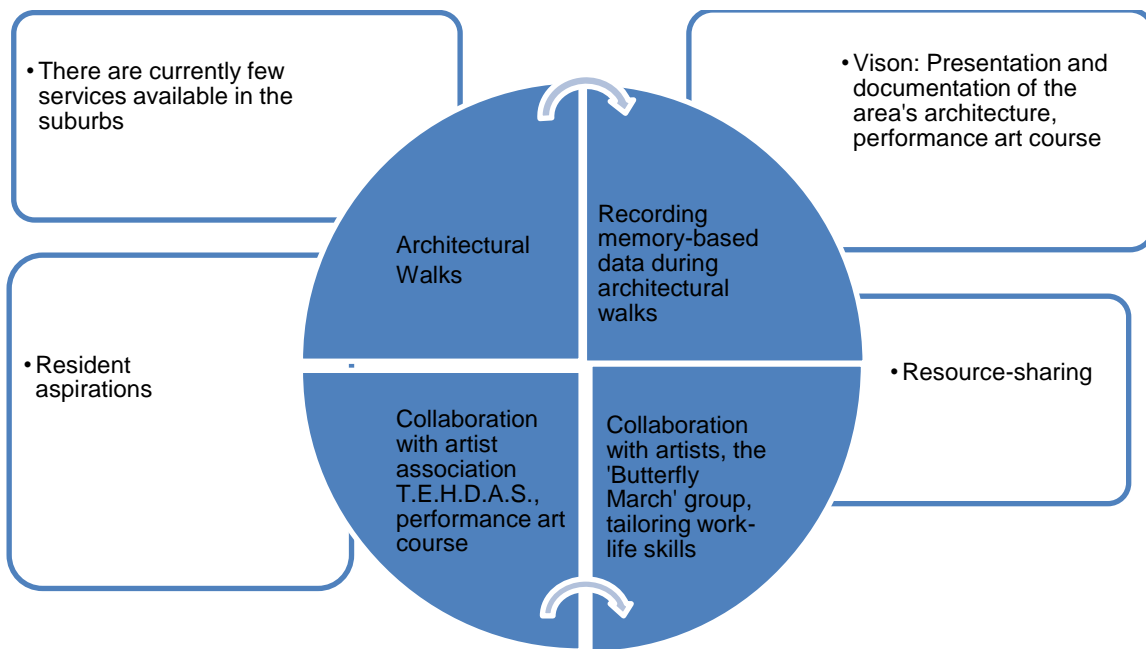 • There are currently few
services available in the
suburbs
• Vison: Presentation and
documentation of the
area's architecture,
performance art course
Architectural
Walks
Recording
memory-based
data during
architectural
walks
• Resident
aspirations
• Resource-sharing
Collaboration
with artist
association
T.E.H.D.A.S.,
performance art
course
Collaboration
with artists, the
'Butterfly
March' group,
tailoring work-
life skills